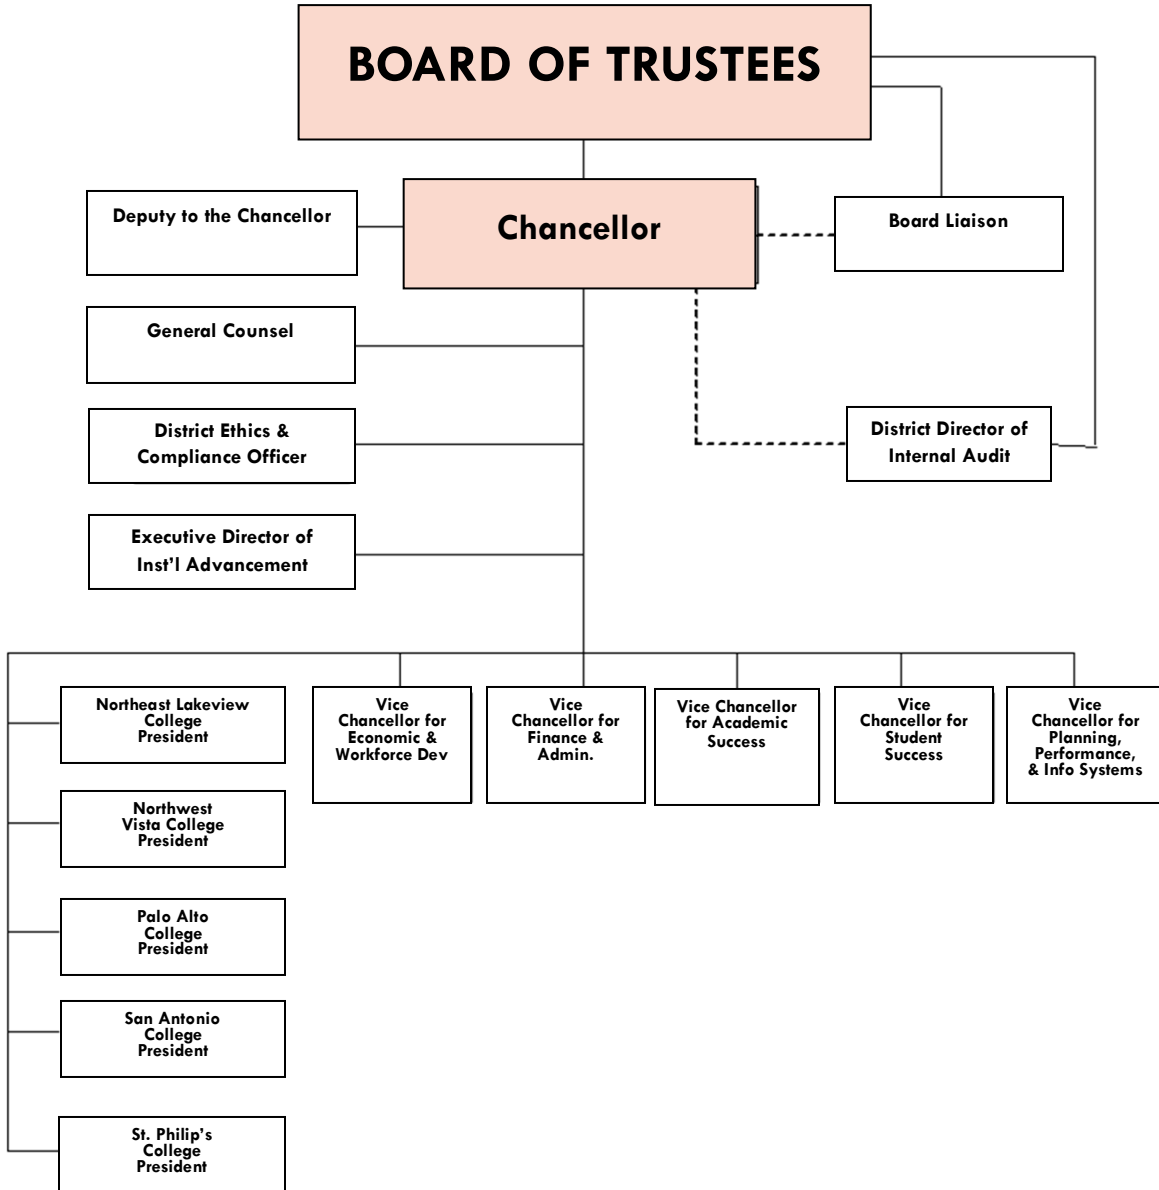 BOARD OF TRUSTEES
Chancellor
Deputy to the Chancellor
Board Liaison
General Counsel
District Ethics &
Compliance Officer
District Director of
Internal Audit
Executive Director of
Inst'l Advancement
Northeast Lakeview
College
President
Vice
Chancellor for
Economic &
Workforce Dev
Vice
Chancellor for
Finance &
Admin.
Vice Chancellor
for Academic
Success
Vice
Chancellor for
Student
Success
Vice
Chancellor for
Planning,
Performance,
& Info Systems
Northwest
Vista College
President
Palo Alto
College
President
San Antonio
College
President
St. Philip's
College
President